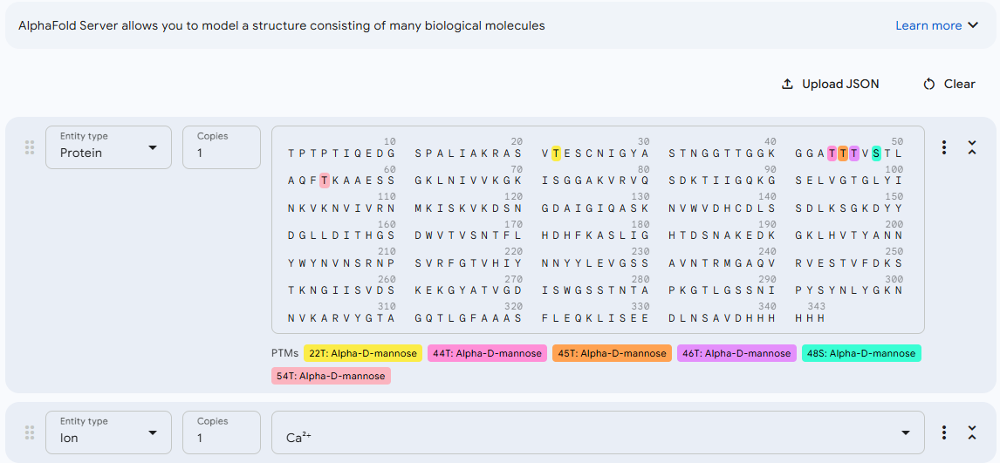 AlphaFold Server allows you to model a structure consisting of many biological molecules Learn more
Upload JSON Clear
Entity type
Protein
Copies
1
10 20 30 40 50
TPTPTIQEDG SPALIAKRAS VTESCNIGYA STNGGTTGGK GGATTTVSTL
60 70 80 90 100
AQFTKAAESS GKLNIVVKGK ISGGAKVRVQ SDKTIIGQKG SELVGTGLYI
110 120 130 140 150
NKVKNVIVRN MKISKVKDSN GDAIGIQASK NVWVDHCDLS SDLKSGKDYY
160 170 180 190 200
DGLLDITHGS DWVTVSNTFL HDHFKASLIG HTDSNAKEDK GKLHVTYANN
210 220 230 240 250
YWYNVNSRNP SVRFGTVHIY NNYYLEVGSS AVNTRMGAQV RVESTVFDKS
260 270 280 290 300
TKNGIISVDS KEKGYATVGD ISWGSSTNTA PKGTLGSSNI PYSYNLYGKN
310 320 330 340 343
NVKARVYGTA GQTLGFAAAS FLEQKLISEE DLNSAVDHHH HHH
PTMs 22T: Alpha-D-mannose 44T: Alpha-D-mannose 45T: Alpha-D-mannose 46T: Alpha-D-mannose 48S: Alpha-D-mannose
54T: Alpha-D-mannose
Entity type
Ion
Copies
1
Ca²⁺